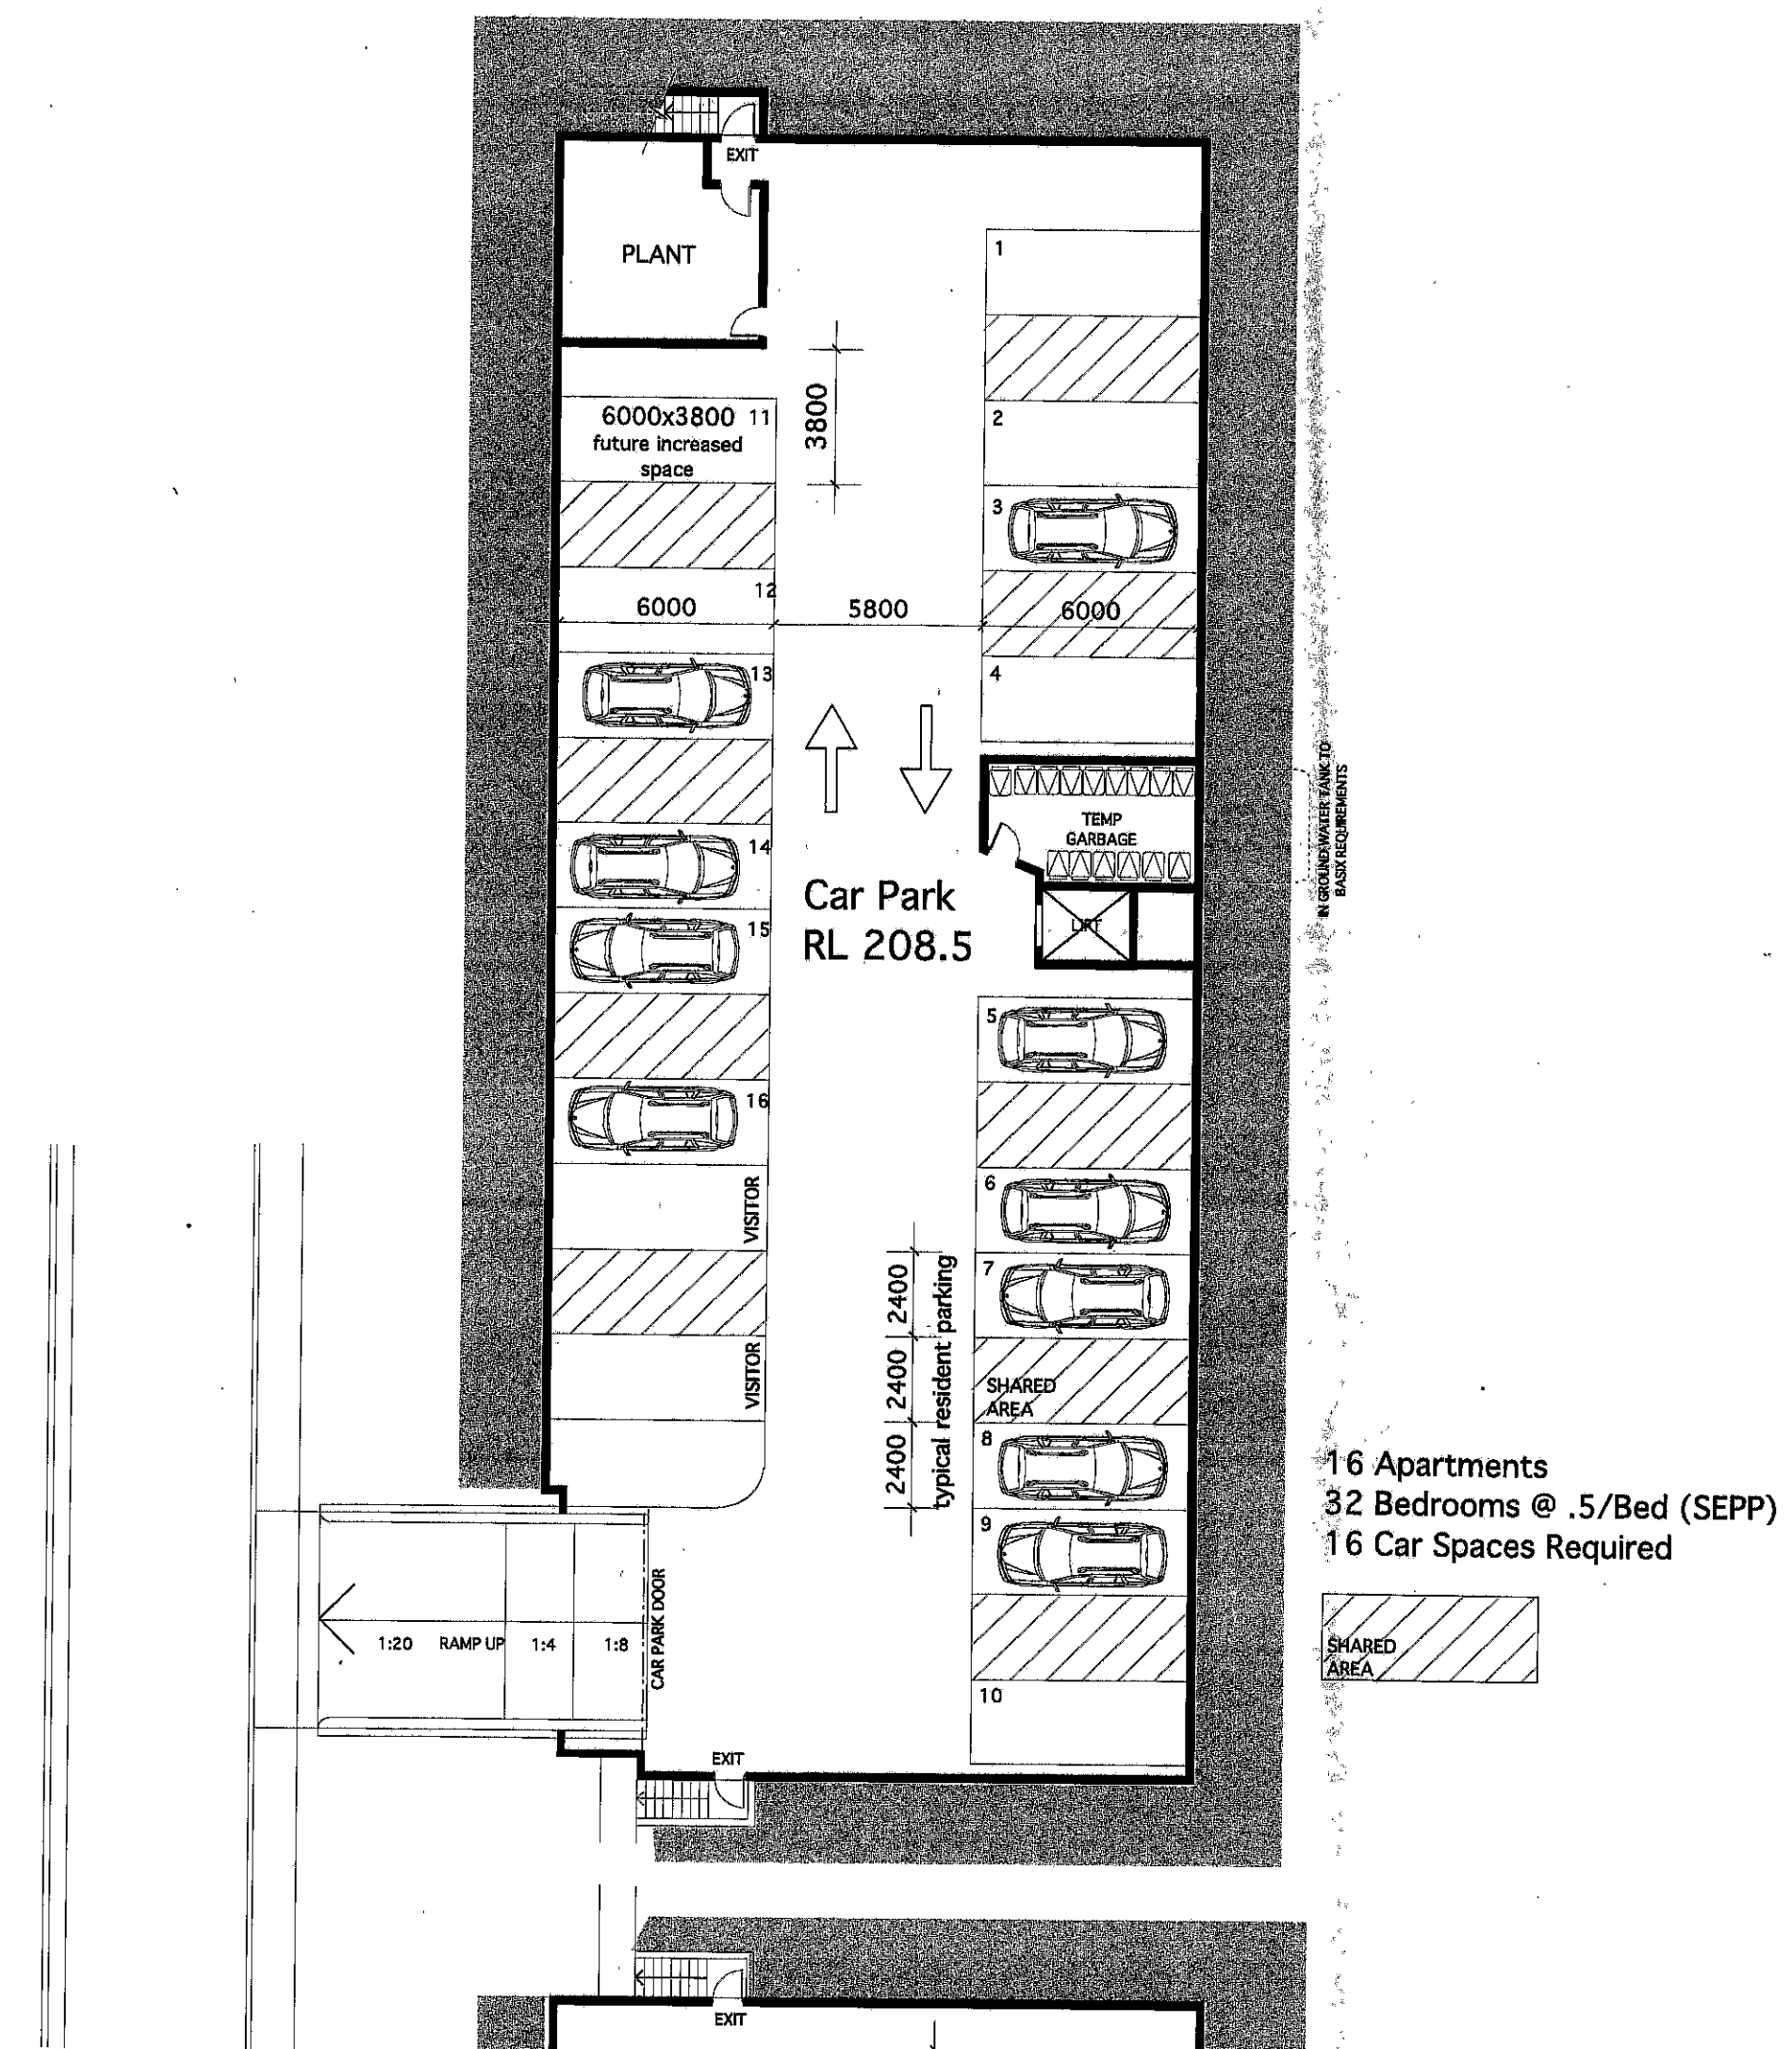 EXIT
PLANT
1
2
3
6000x3800 11
future increased
space
3800
12
6000
5800
6000
13
4
TEMP
GARBAGE
IN GROUND WATER TANK TO
BASIX REQUIREMENTS
14
Car Park
RL 208.5
LIFT
15
5
16
6
VISITOR
7
2400
2400
2400
typical resident parking
VISITOR
SHARED
AREA
8
9
16 Apartments
32 Bedrooms @ .5/Bed (SEPP)
16 Car Spaces Required
1:20 RAMP UP 1:4 1:8
CAR PARK DOOR
SHARED
AREA
10
EXIT
EXIT